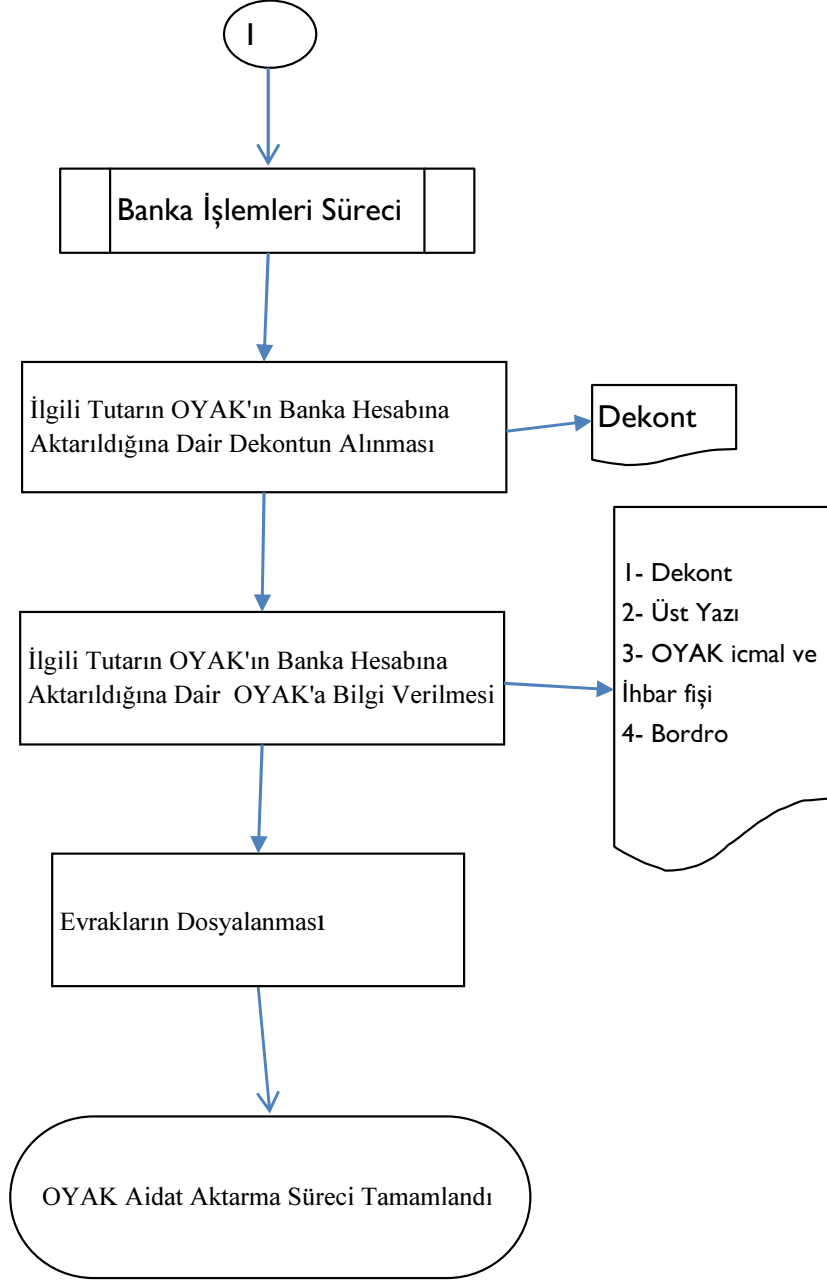 1
Banka İşlemleri Süreci
İlgili Tutarın OYAK'ın Banka Hesabına
Aktarıldığına Dair Dekontun Alınması
Dekont
İlgili Tutarın OYAK'ın Banka Hesabına
Aktarıldığına Dair OYAK'a Bilgi Verilmesi
1- Dekont
2- Üst Yazı
3- OYAK icmal ve
İhbar fişi
4- Bordro
Evrakların Dosyalanması
OYAK Aidat Aktarma Süreci Tamamlandı